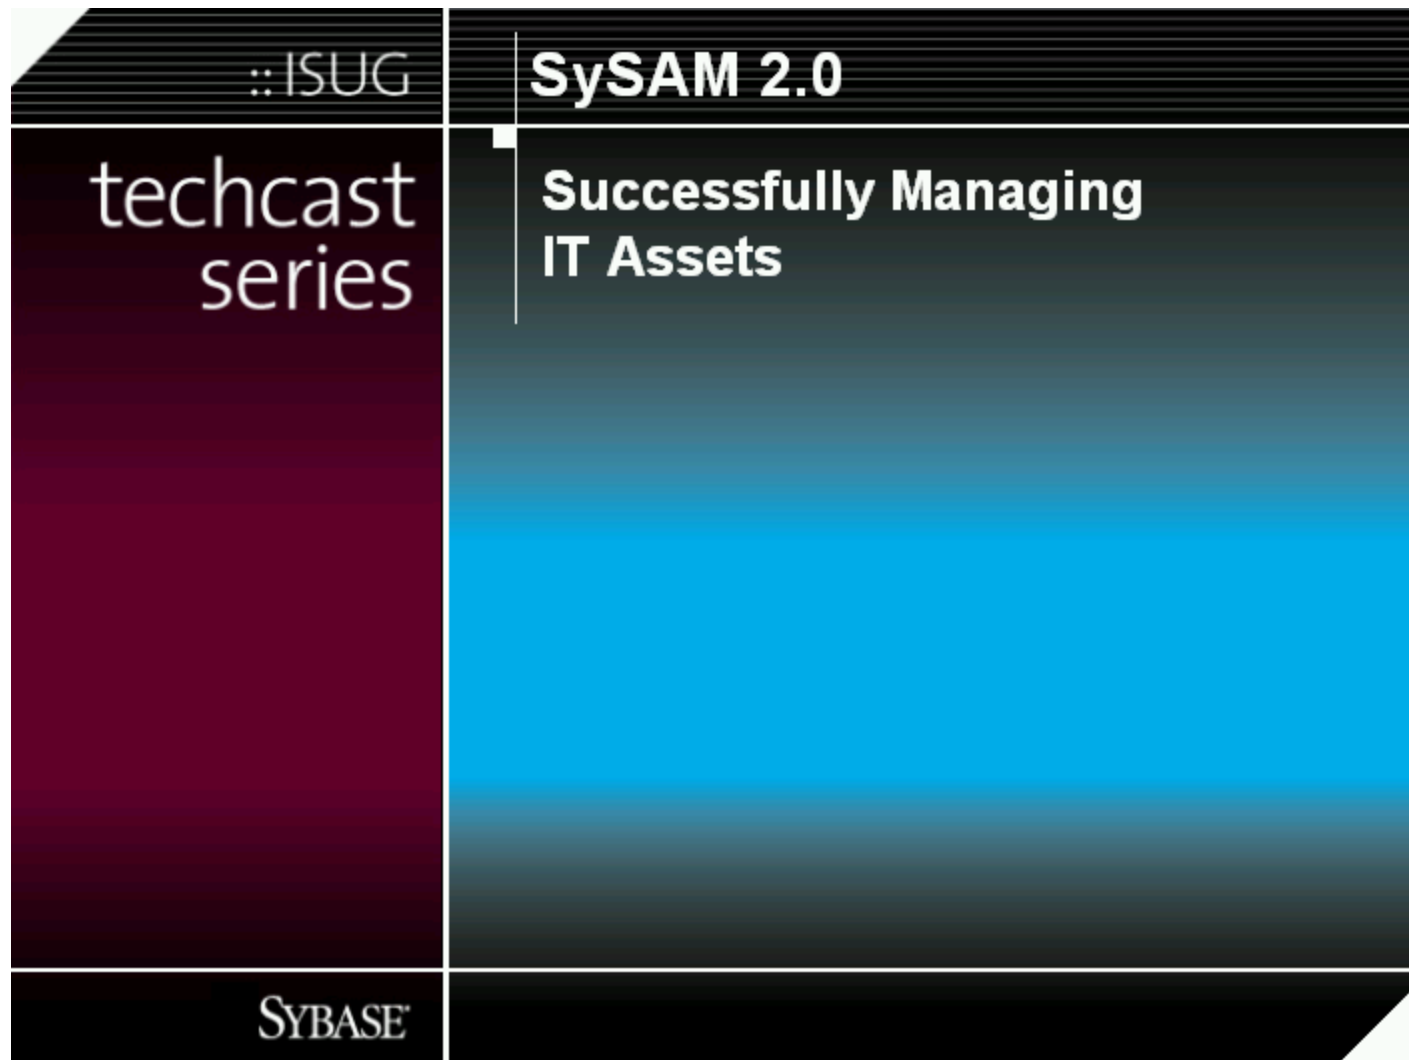 :: ISUG
techcast
series
SySAM 2.0
Successfully Managing
IT Assets
SYBASE